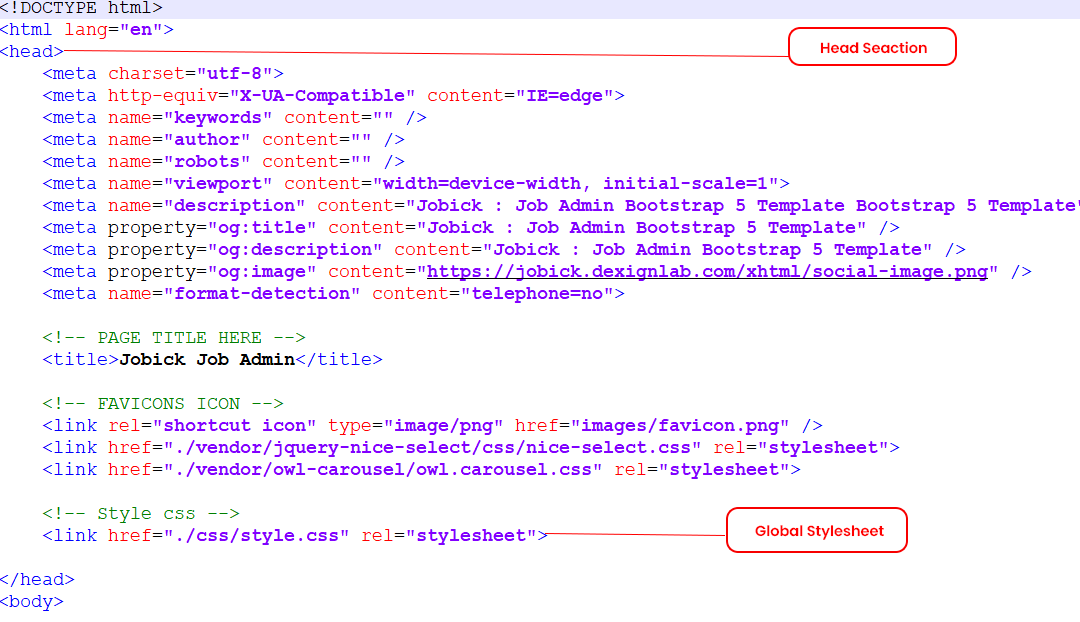 <!DOCTYPE html>
<html lang="en">
<head>
Head Seaction
<meta charset="utf-8">
<meta http-equiv="X-UA-Compatible" content="IE=edge">
<meta name="keywords" content="" />
<meta name="author" content="" />
<meta name="robots" content="" />
<meta name="viewport" content="width=device-width, initial-scale=1">
<meta name="description" content="Jobick : Job Admin Bootstrap 5 Template Bootstrap 5 Template"
<meta property="og:title" content="Jobick : Job Admin Bootstrap 5 Template" />
<meta property="og:description" content="Jobick : Job Admin Bootstrap 5 Template" />
<meta property="og:image" content="https://jobick.dexignlab.com/xhtml/social-image.png" />
<meta name="format-detection" content="telephone=no">
<!-- PAGE TITLE HERE -->
<title>Jobick Job Admin</title>
<!-- FAVICONS ICON -->
<link rel="shortcut icon" type="image/png" href="images/favicon.png" />
<link href="./vendor/jquery-nice-select/css/nice-select.css" rel="stylesheet">
<link href="./vendor/owl-carousel/owl.carousel.css" rel="stylesheet">
<!-- Style css -->
<link href="./css/style.css" rel="stylesheet">
Global Stylesheet
</head>
<body>